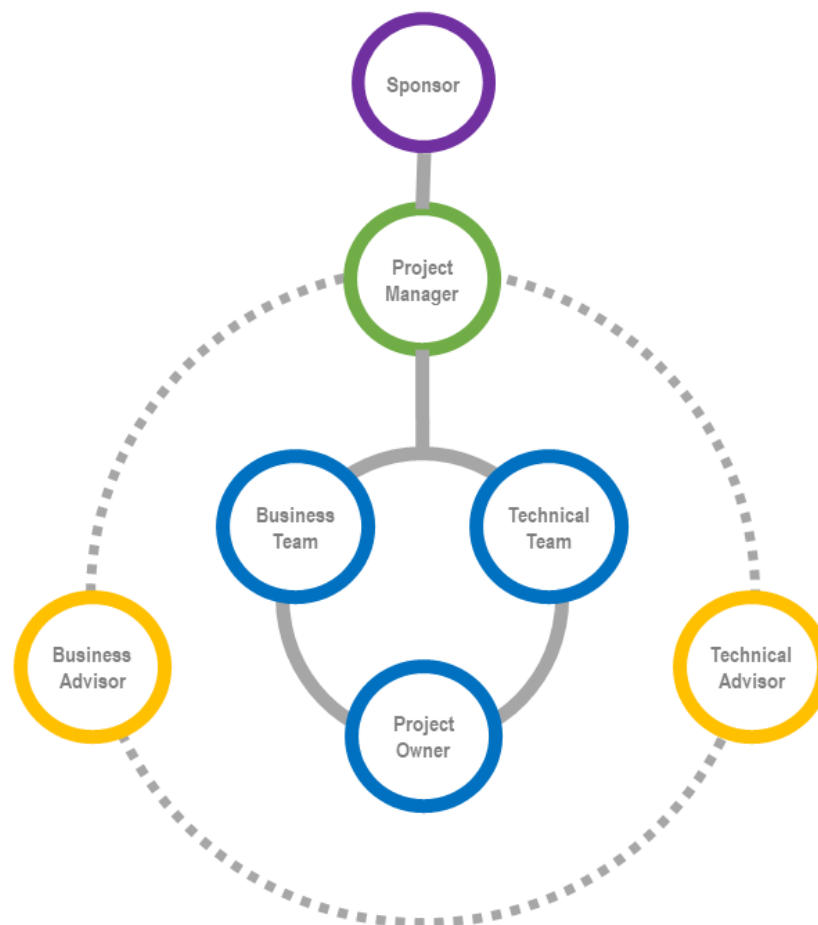 Sponsor
Project
Manager
Business
Team
Technical
Team
Business
Advisor
Technical
Advisor
Project
Owner